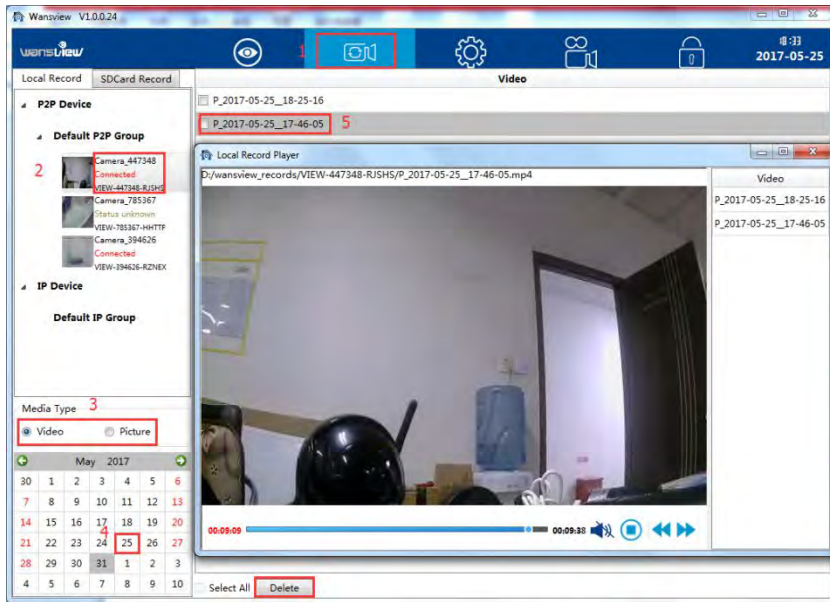 Wansview V1.0.0.24
wansview
1
2017-05-25
Local Record
SDCard Record
Video
P2P Device
P_2017-05-25__18-25-16
P_2017-05-25__17-46-05
5
Default P2P Group
2
Camera_447348
Connected
VIEW-447348-RJSHS
Camera_785367
Status unknown
VIEW-785367-HHTTF
Camera_394626
Connected
VIEW-394626-RZNEX
IP Device
Default IP Group
Local Record Player
D:/wansview_records/VIEW-447348-RJSHS/P_2017-05-25__17-46-05.mp4
Video
P_2017-05-25__18-25-16
P_2017-05-25__17-46-05
00:09:09
00:09:38
Media Type
3
Video
Picture
May 2017
30 1 2 3 4 5 6
7 8 9 10 11 12 13
14 15 16 17 18 19 20
4
21 22 23 24 25 26 27
28 29 30 31 1 2 3
4 5 6 7 8 9 10
Select All
Delete